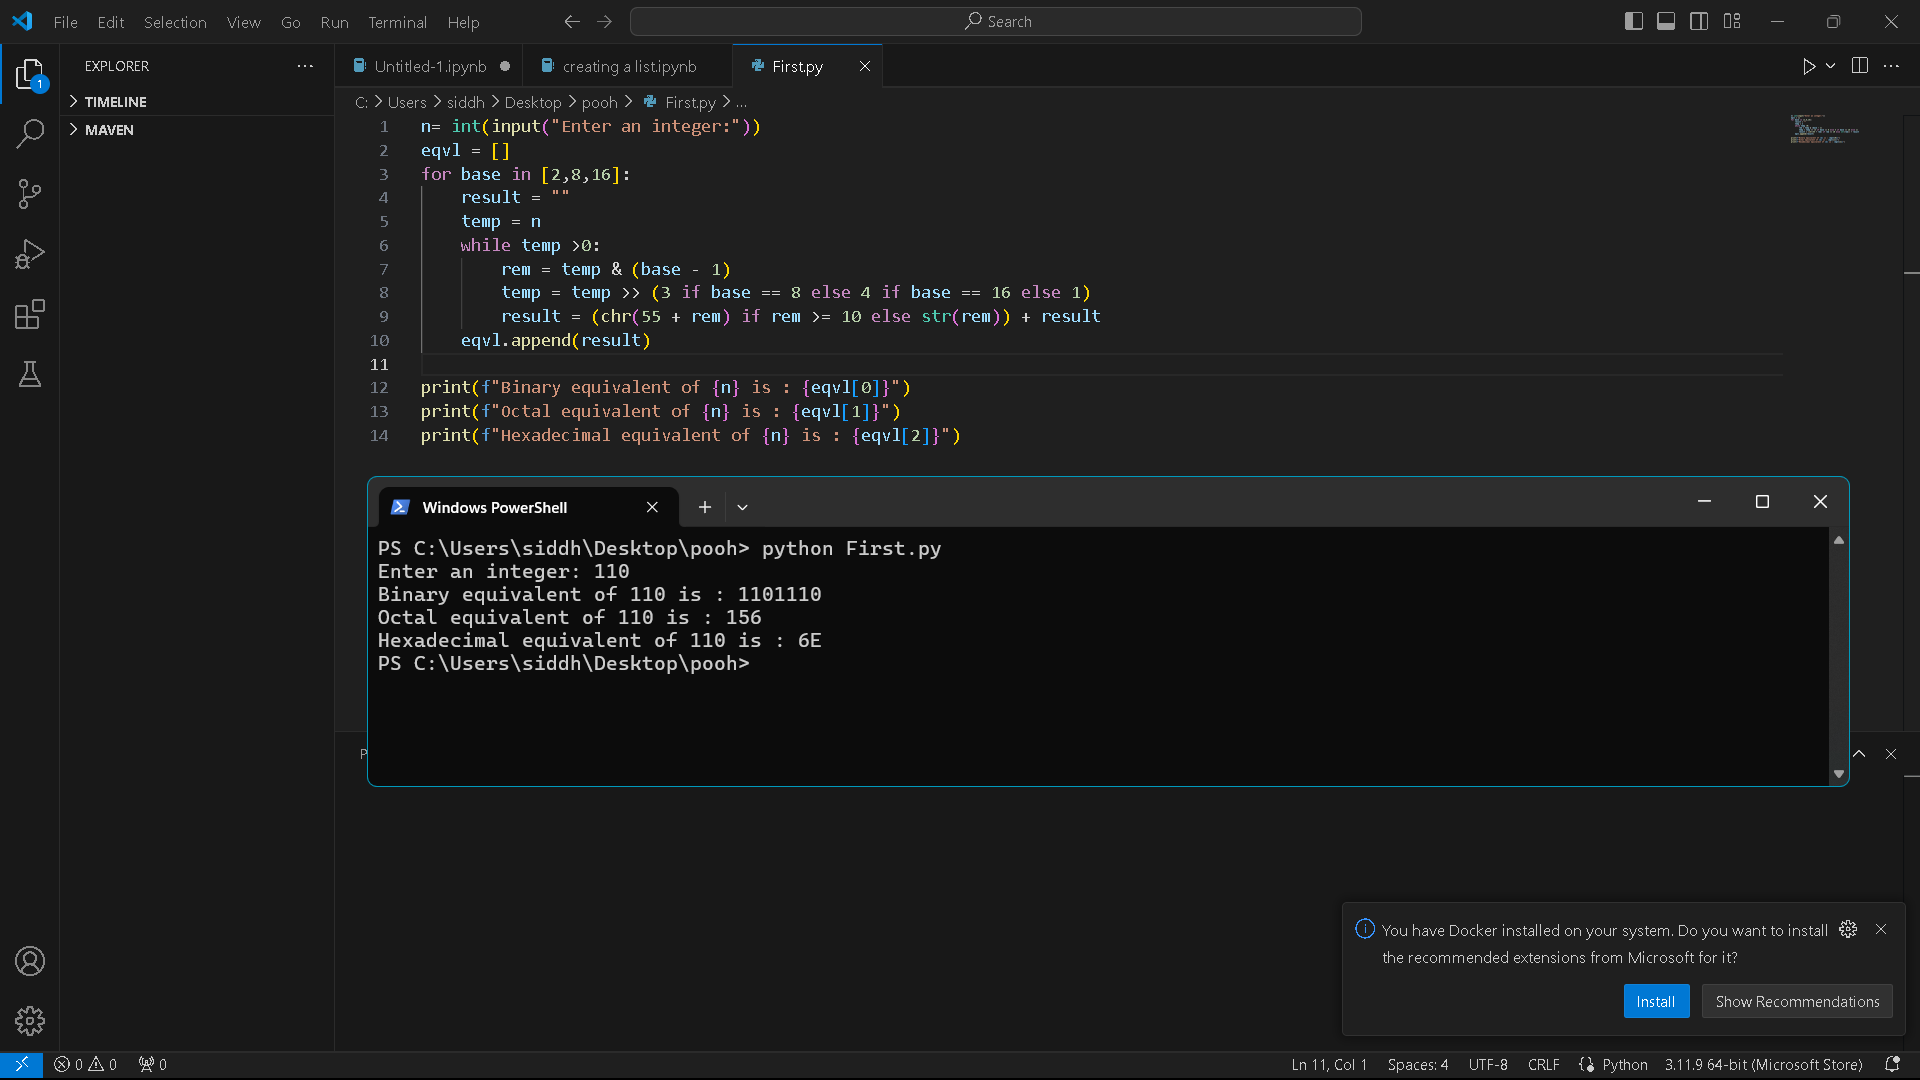 File Edit Selection View Go Run Terminal Help
Search
EXPLORER
TIMELINE
MAVEN
1
Untitled-1.ipynb
creating a list.ipynb
First.py
C: > Users > siddh > Desktop > pooh > First.py > ...
1 n= int(input("Enter an integer:"))
2 eqvl = []
3 for base in [2,8,16]:
4 result = ""
5 temp = n
6 while temp >0:
7 rem = temp & (base - 1)
8 temp = temp >> (3 if base == 8 else 4 if base == 16 else 1)
9 result = (chr(55 + rem) if rem >= 10 else str(rem)) + result
10 eqvl.append(result)
11
12 print(f"Binary equivalent of {n} is : {eqvl[0]}")
13 print(f"Octal equivalent of {n} is : {eqvl[1]}")
14 print(f"Hexadecimal equivalent of {n} is : {eqvl[2]}")
Windows PowerShell
PS C:\Users\siddh\Desktop\pooh> python First.py
Enter an integer: 110
Binary equivalent of 110 is : 1101110
Octal equivalent of 110 is : 156
Hexadecimal equivalent of 110 is : 6E
PS C:\Users\siddh\Desktop\pooh>
You have Docker installed on your system. Do you want to install
the recommended extensions from Microsoft for it?
Install
Show Recommendations
0 0 0
Ln 11, Col 1 Spaces: 4 UTF-8 CRLF Python 3.11.9 64-bit (Microsoft Store)